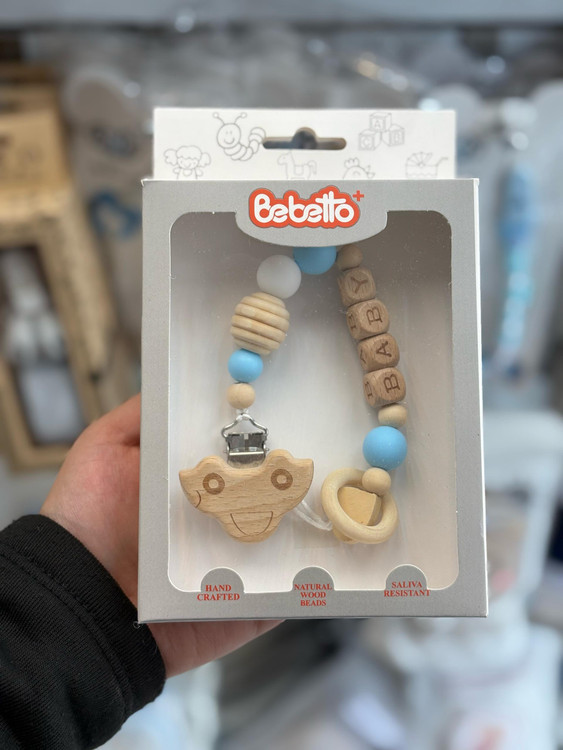 Bebetto+
BABY
HAND
CRAFTED
NATURAL
WOOD
BEADS
SALIVA
RESISTANT